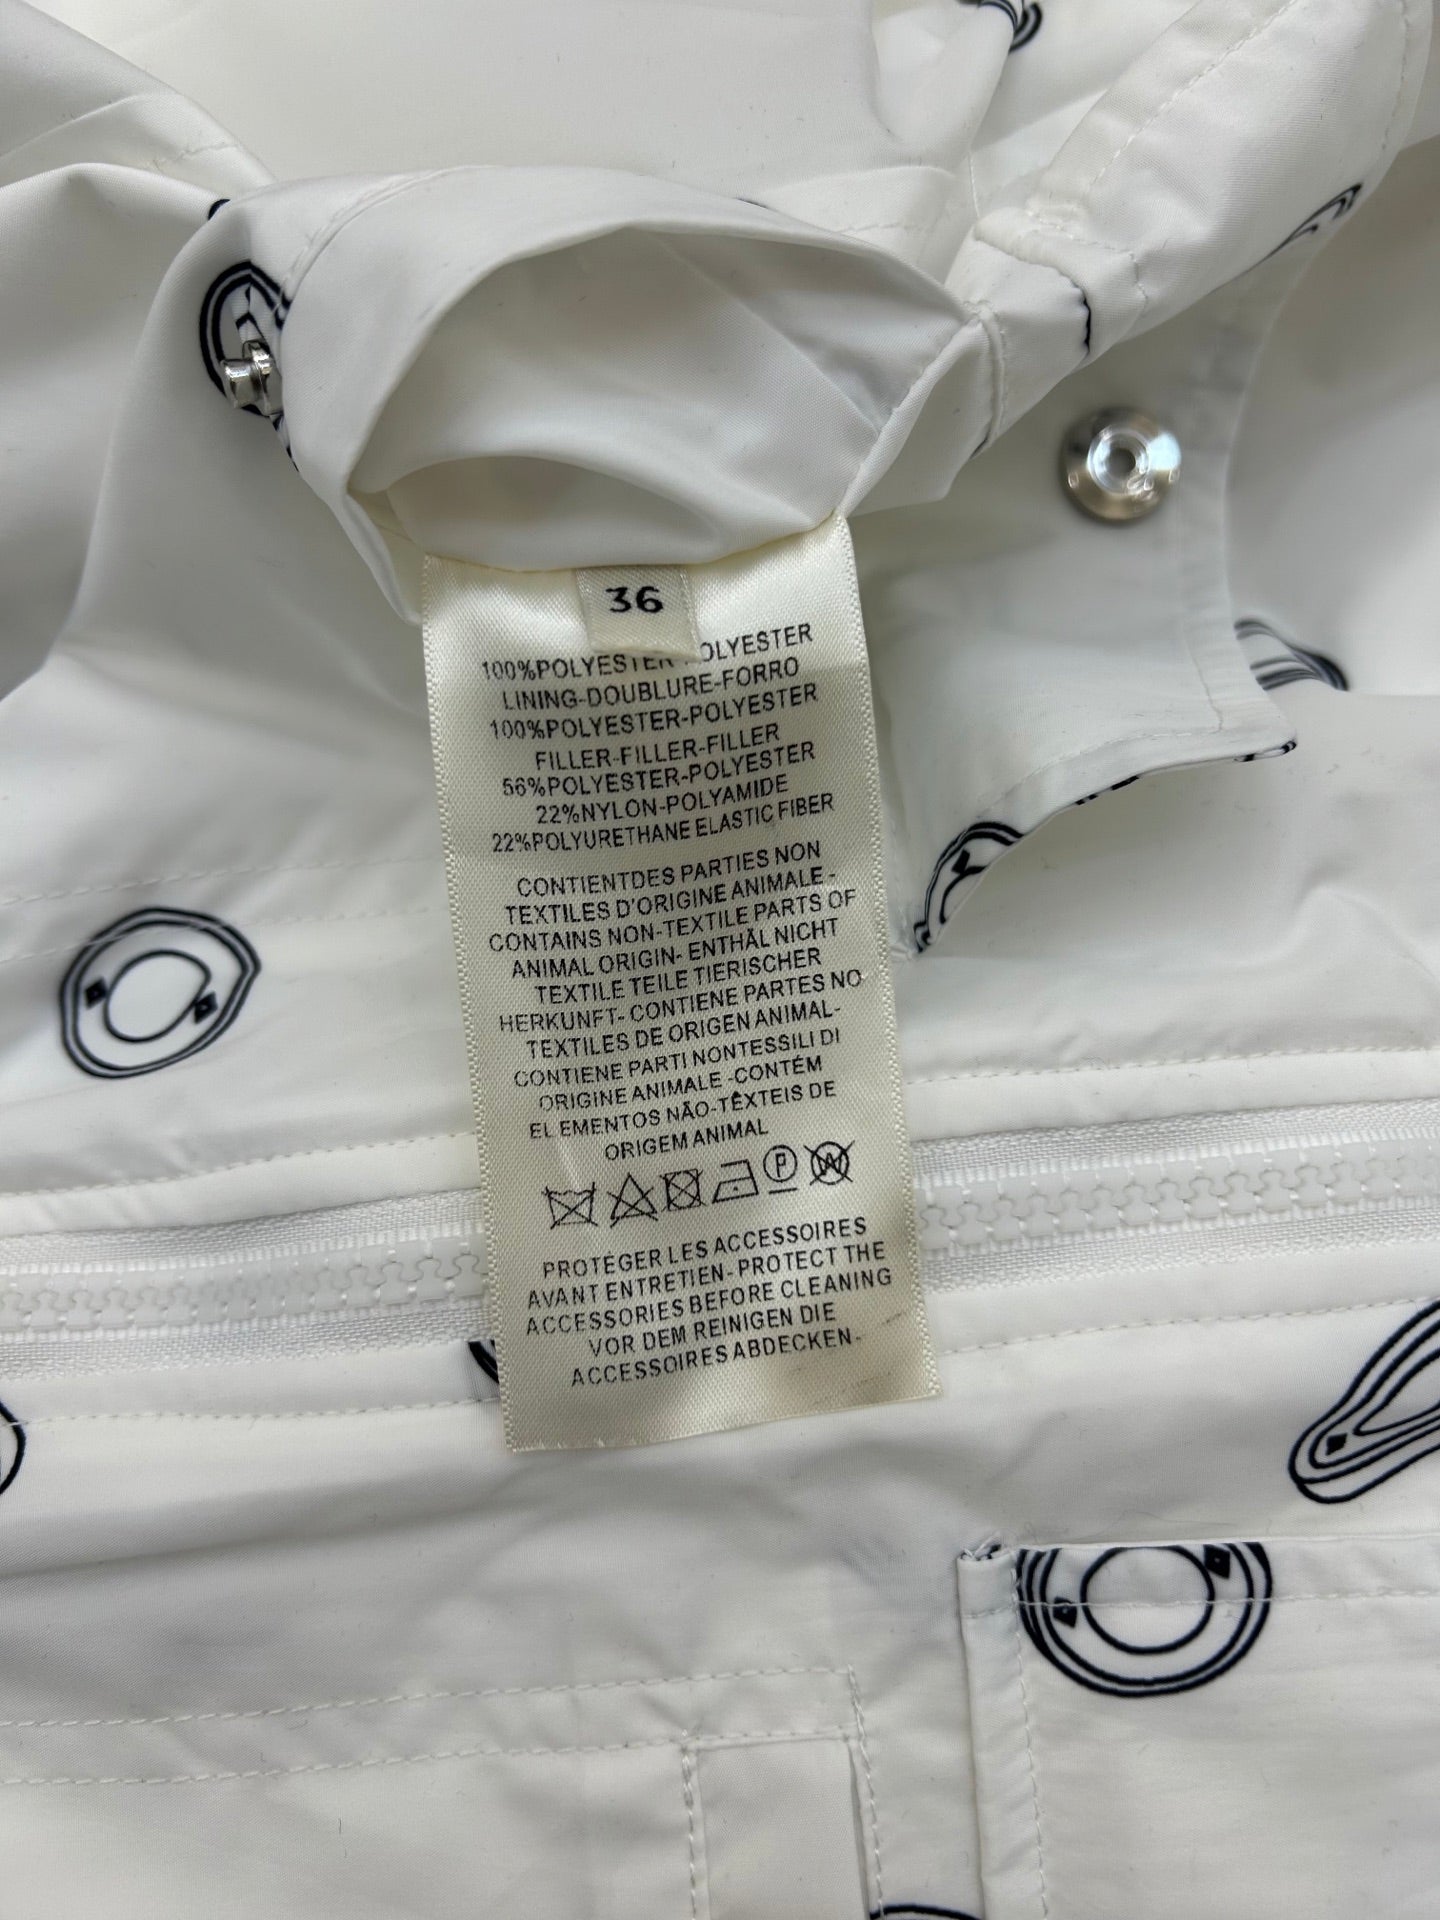 36
100%POLYESTER-POLYESTER
LINING-DOUBLURE-FORRO
100%POLYESTER-POLYESTER
FILLER-FILLER-FILLER
56%POLYESTER-POLYESTER
22%NYLON-POLYAMIDE
22%POLYURETHANE ELASTIC FIBER
CONTIENTDES PARTIES NON
TEXTILES D'ORIGINE ANIMALE -
CONTAINS NON-TEXTILE PARTS OF
ANIMAL ORIGIN- ENTHÄL NICHT
TEXTILE TEILE TIERISCHER
HERKUNFT- CONTIENE PARTES NO
TEXTILES DE ORIGEN ANIMAL-
CONTIENE PARTI NONTESSILI DI
ORIGINE ANIMALE -CONTÉM
ELEMENTOS NÃO-TÊXTEIS DE
ORIGEM ANIMAL
P W
PROTÉGER LES ACCESSOIRES
AVANT ENTRETIEN- PROTECT THE
ACCESSORIES BEFORE CLEANING
VOR DEM REINIGEN DIE
ACCESSOIRES ABDECKEN-